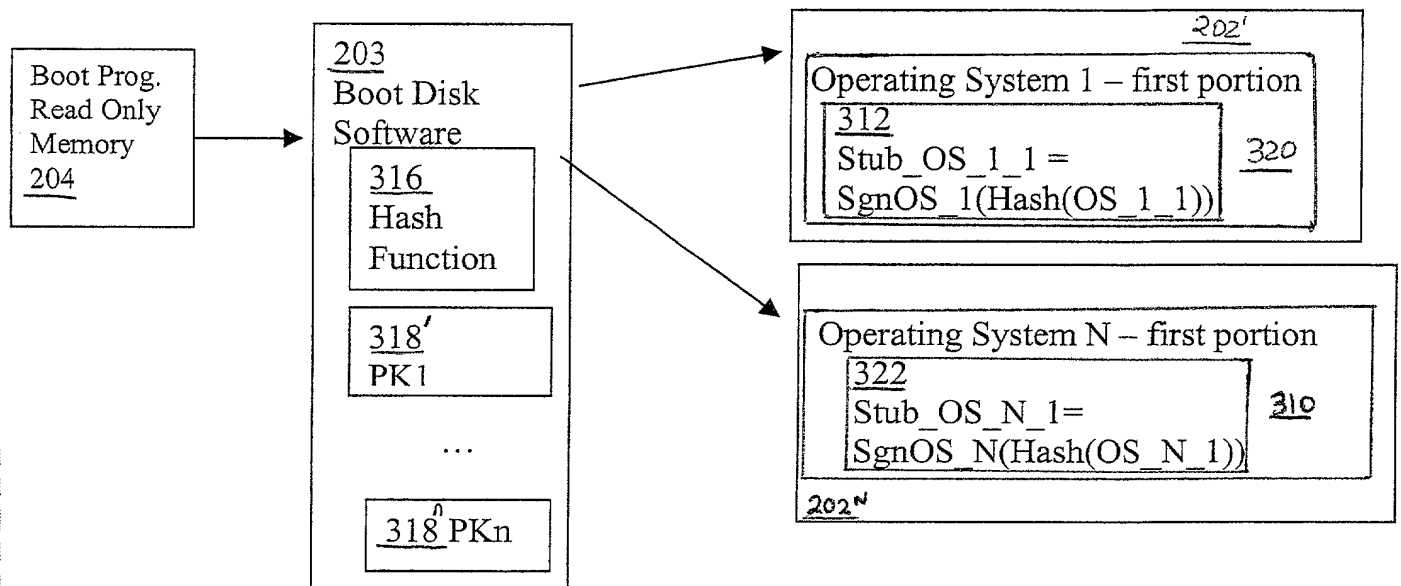 Boot Prog.
Read Only
Memory
204
203
Boot Disk
Software
316
Hash
Function
318'
PK1
...
318ⁿ PKn
202'
Operating System 1 – first portion
312
Stub_OS_1_1 =
SgnOS_1(Hash(OS_1_1))
320
Operating System N – first portion
322
Stub_OS_N_1=
SgnOS_N(Hash(OS_N_1))
310
202ᴺ